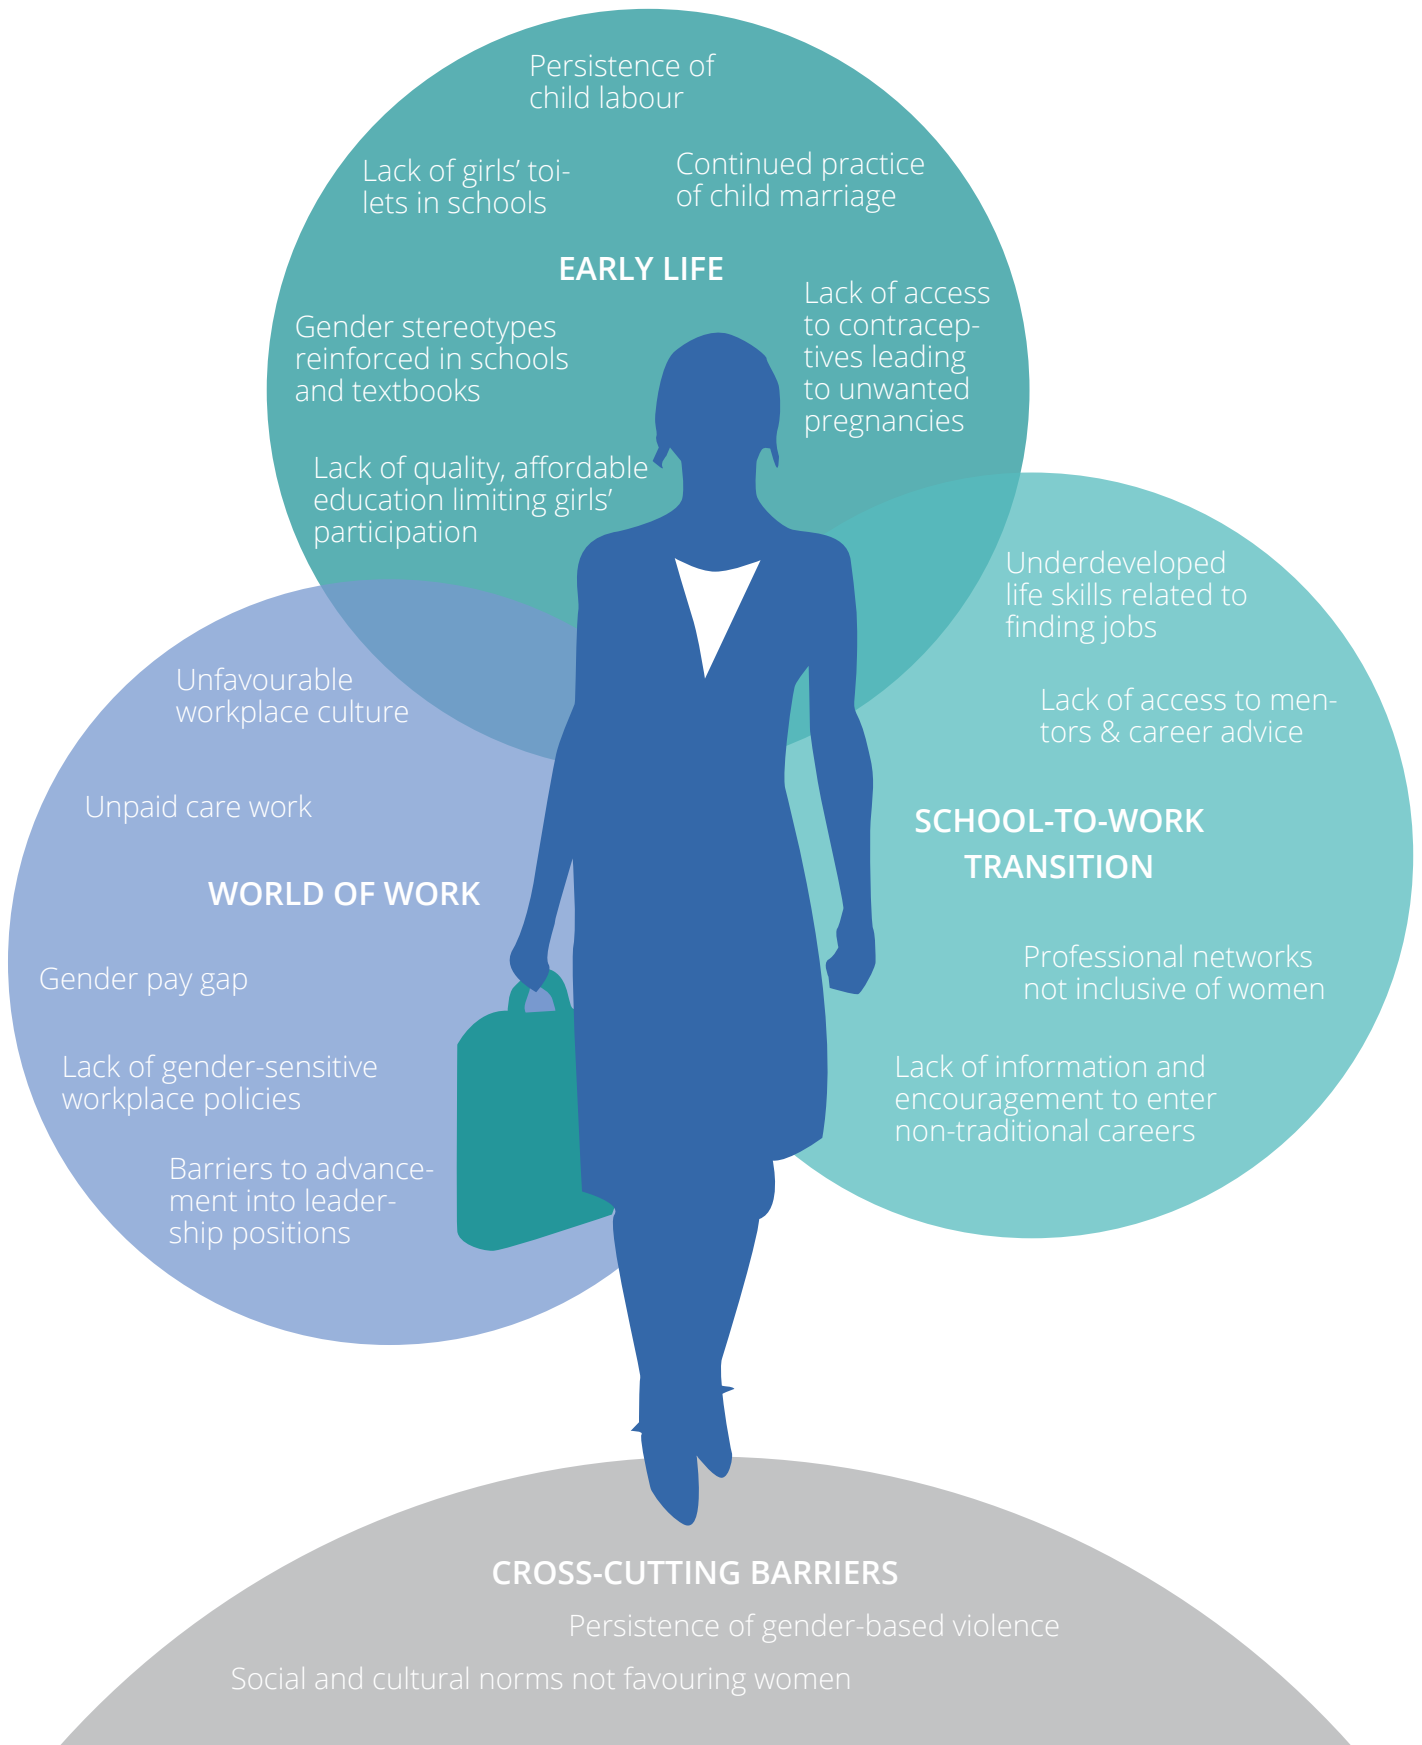 Persistence of
child labour
Lack of girls’ toi-
lets in schools
Continued practice
of child marriage
EARLY LIFE
Gender stereotypes
reinforced in schools
and textbooks
Lack of access
to contracep-
tives leading
to unwanted
pregnancies
Lack of quality, affordable
education limiting girls’
participation
Underdeveloped
life skills related to
finding jobs
Lack of access to men-
tors & career advice
SCHOOL-TO-WORK
TRANSITION
Professional networks
not inclusive of women
Lack of information and
encouragement to enter
non-traditional careers
Unfavourable
workplace culture
Unpaid care work
WORLD OF WORK
Gender pay gap
Lack of gender-sensitive
workplace policies
Barriers to advance-
ment into leader-
ship positions
CROSS-CUTTING BARRIERS
Persistence of gender-based violence
Social and cultural norms not favouring women